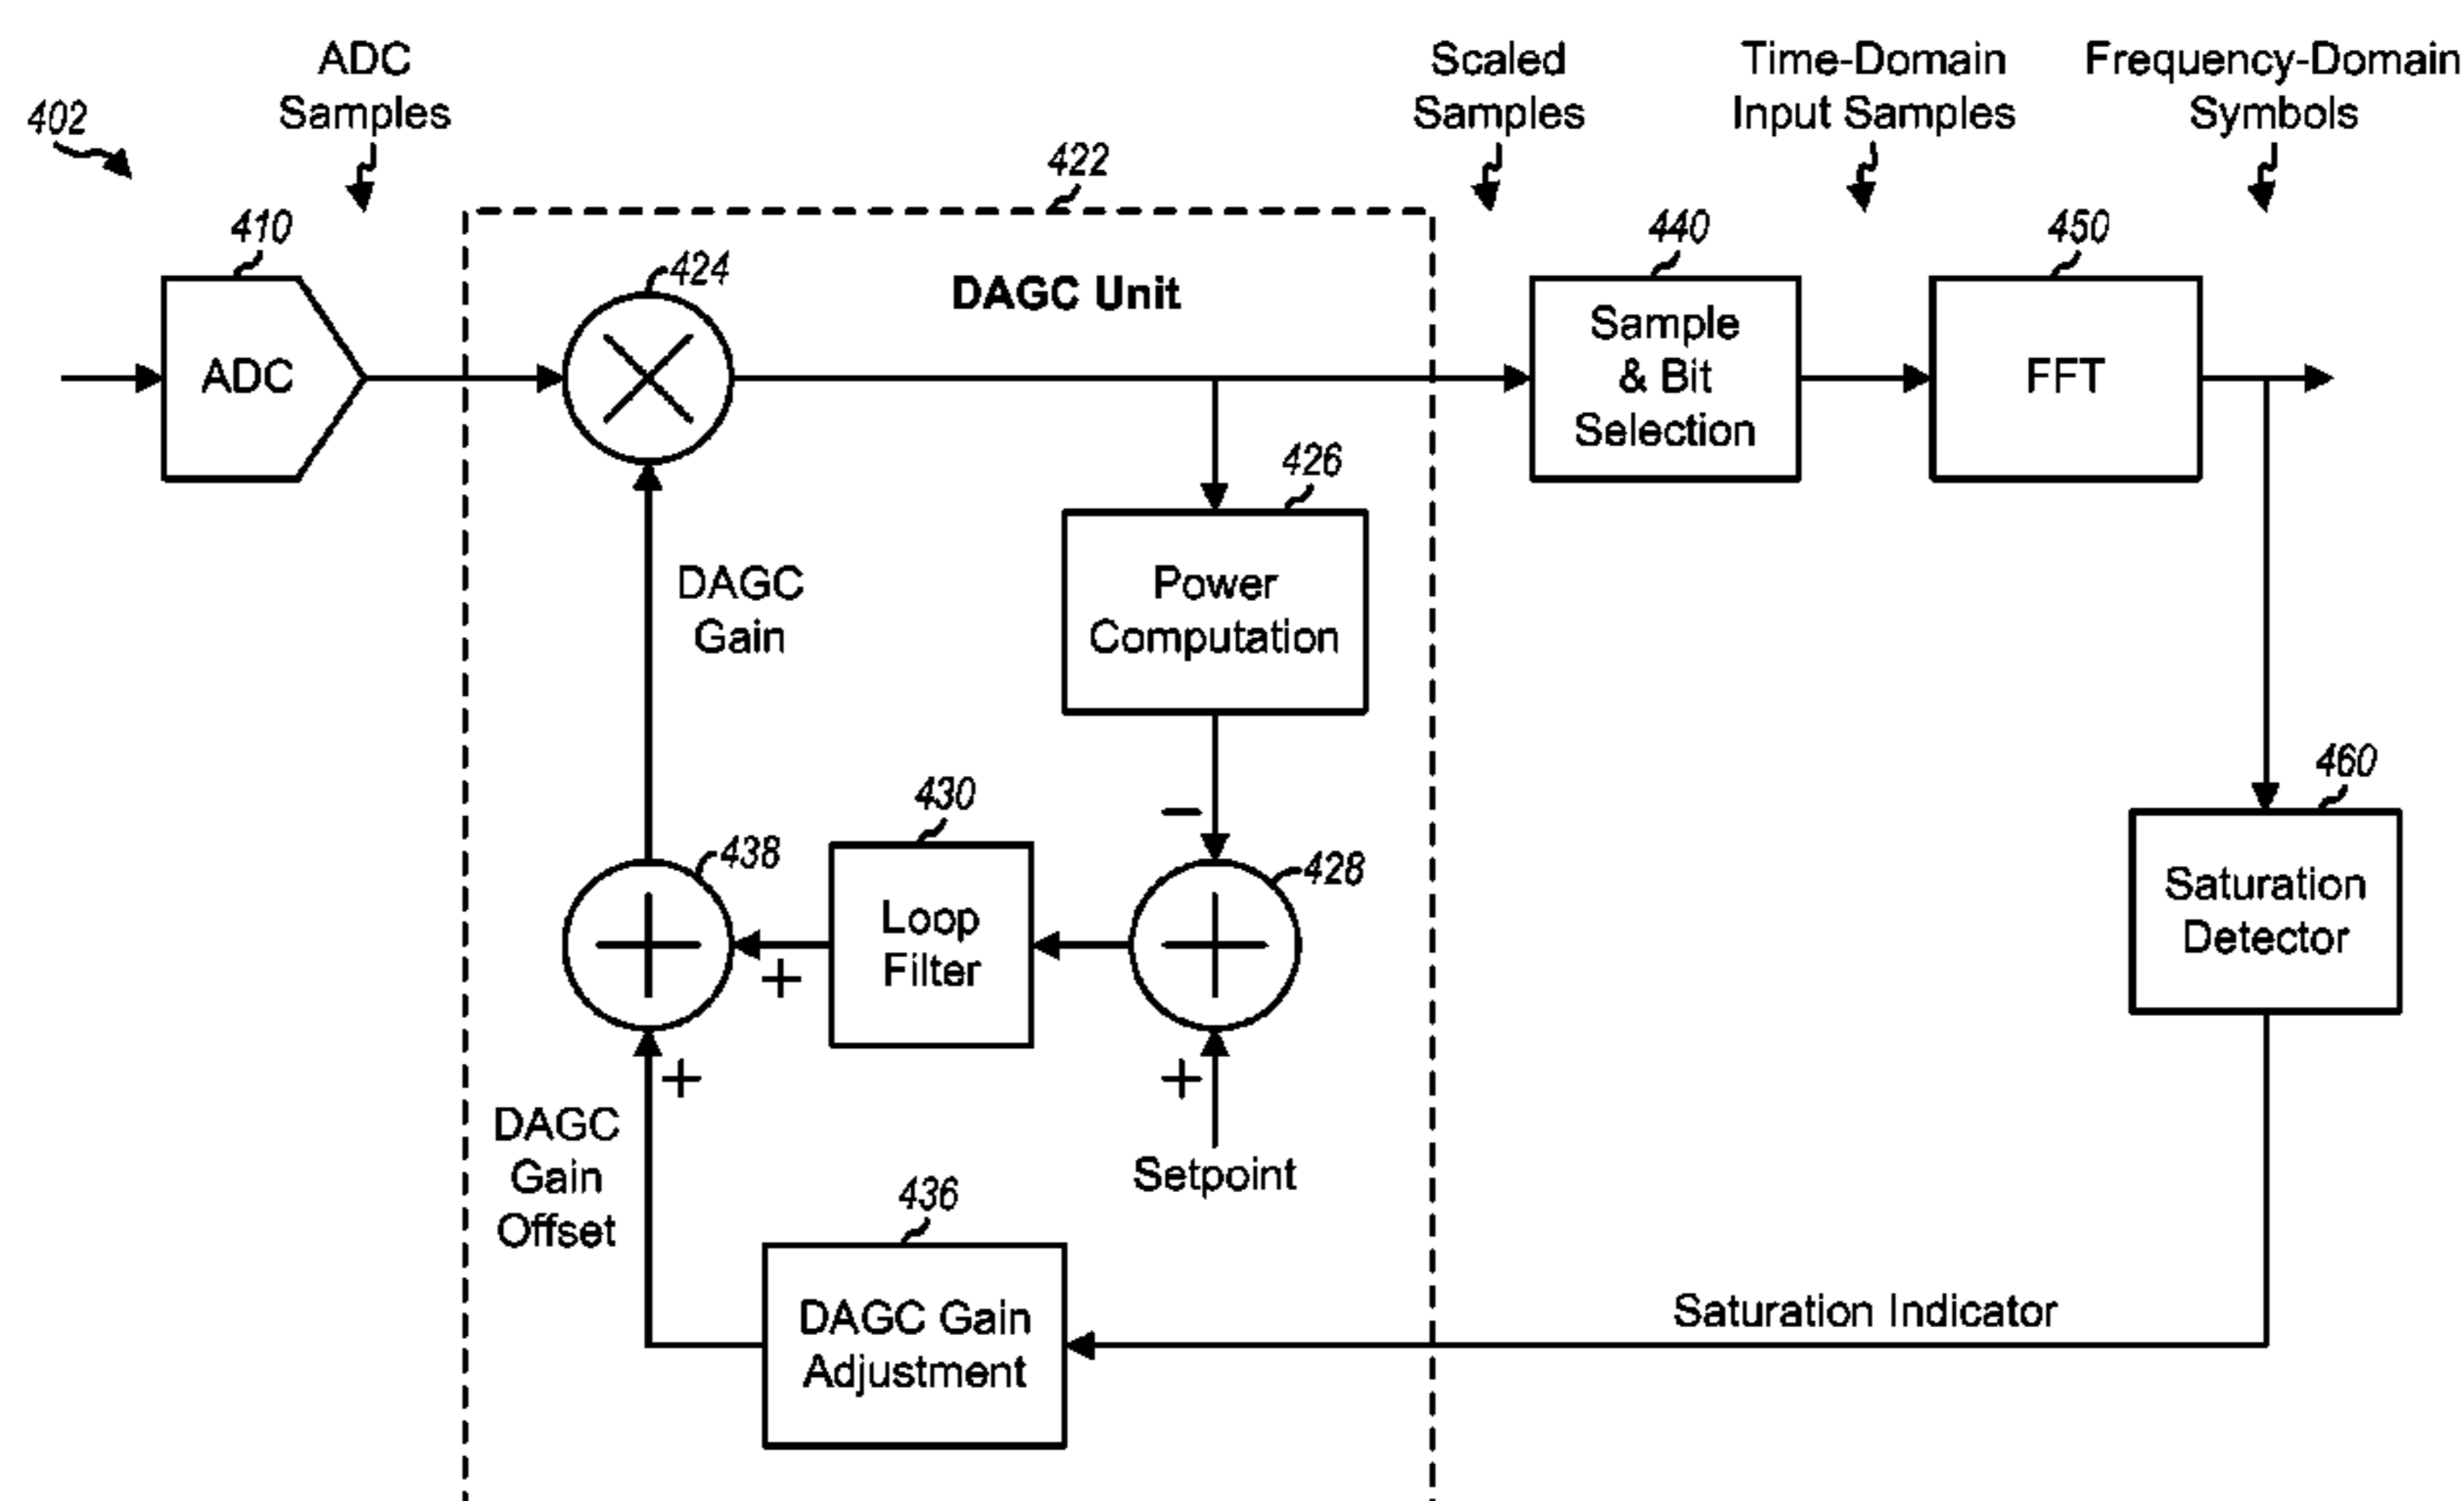 ADC
Samples
Scaled
Samples
Time-Domain
Input Samples
Frequency-Domain
Symbols
402
422
410
424
440
450
DAGC Unit
ADC
Sample
& Bit
Selection
FFT
426
DAGC
Gain
Power
Computation
460
430
−
438
428
Loop
Filter
Saturation
Detector
+
+
+
DAGC
Gain
Offset
Setpoint
436
DAGC Gain
Adjustment
Saturation Indicator